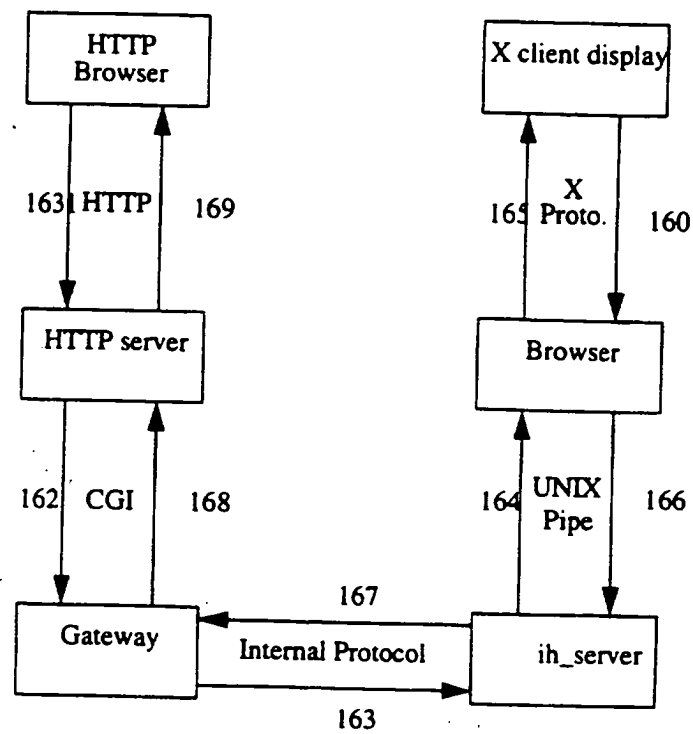 HTTP
Browser
X client display
1631 HTTP 169
165 X
Proto. 160
HTTP server
Browser
162 CGI 168
164 UNIX
Pipe 166
167
Gateway
Internal Protocol
ih_server
163